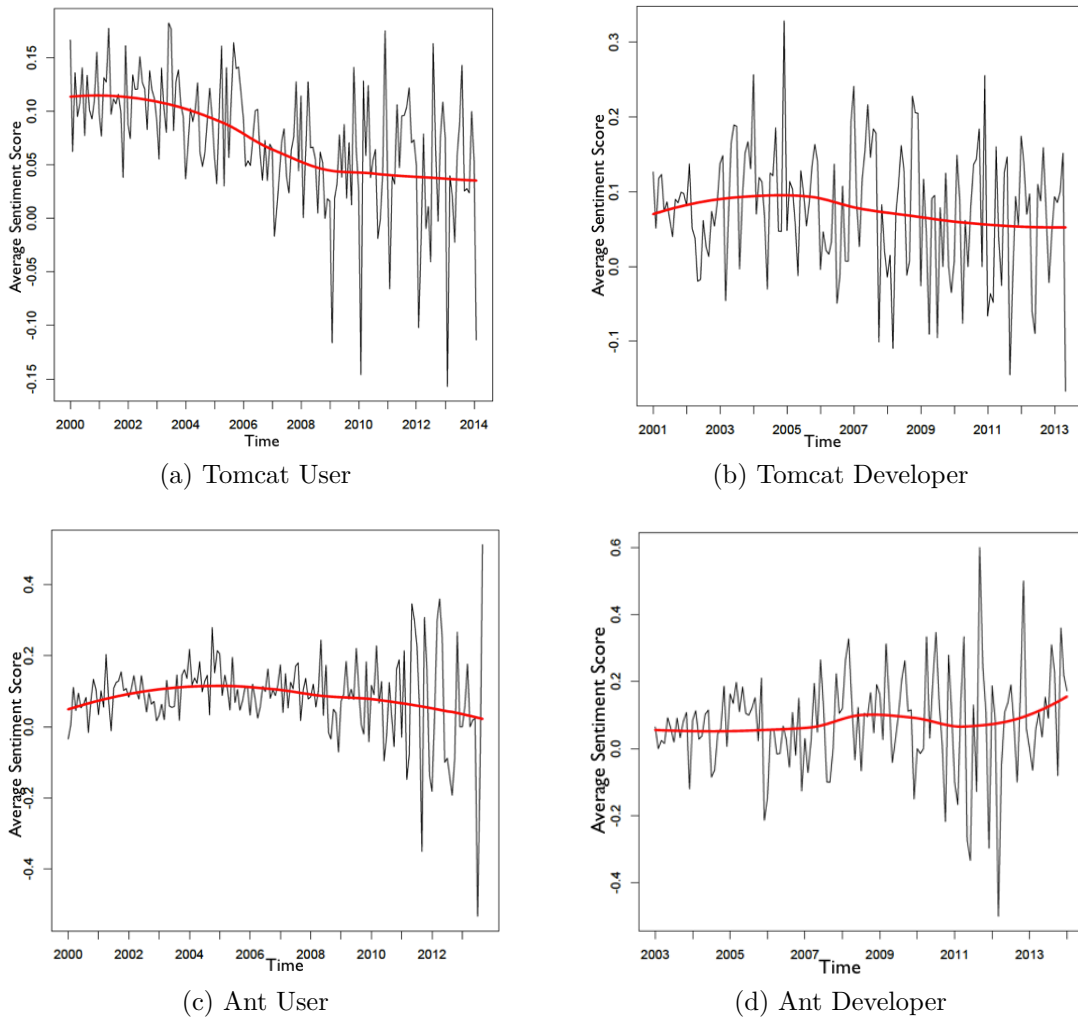 Average Sentiment Score
0.15
0.10
0.05
0.00
-0.05
-0.10
-0.15
2000 2002 2004 2006 2008 2010 2012 2014
Time
(a) Tomcat User
Average Sentiment Score
0.3
0.2
0.1
0.0
-0.1
2001 2003 2005 2007 2009 2011 2013
Time
(b) Tomcat Developer
Average Sentiment Score
0.4
0.2
0.0
-0.2
-0.4
2000 2002 2004 2006 2008 2010 2012
Time
(c) Ant User
Average Sentiment Score
0.6
0.4
0.2
0.0
-0.2
-0.4
2003 2005 2007 2009 2011 2013
Time
(d) Ant Developer